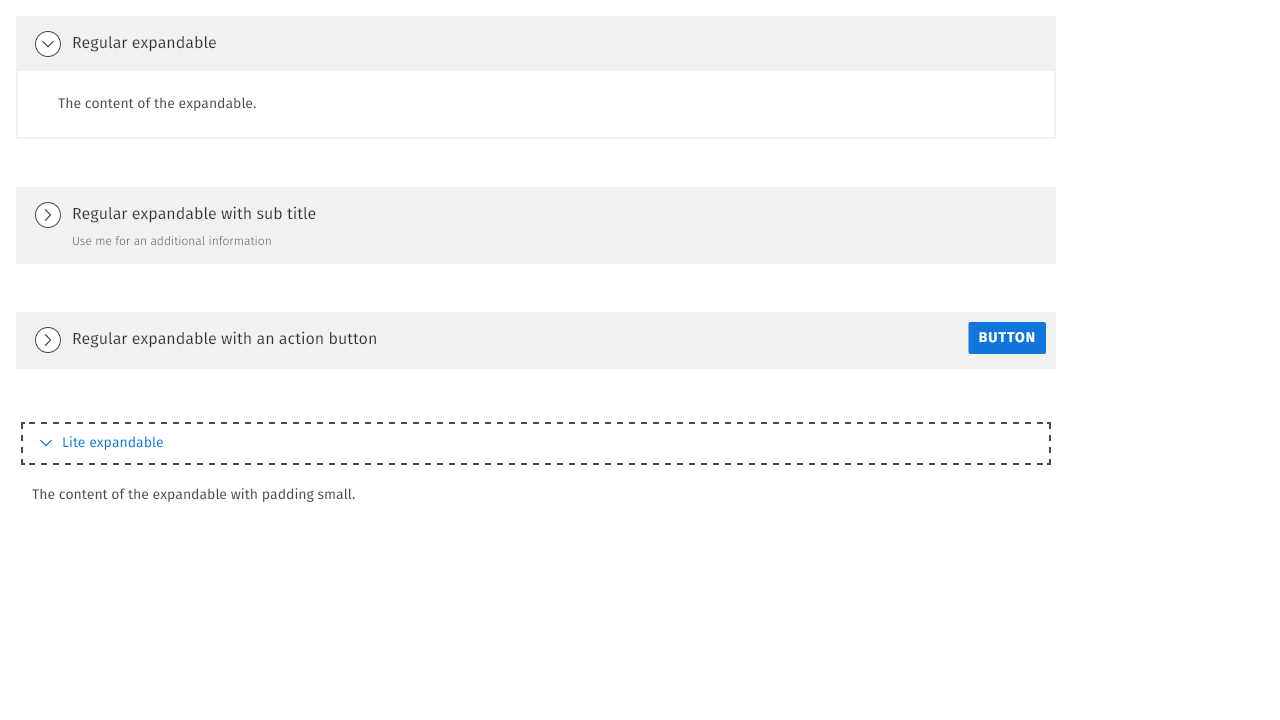 Regular expandable
The content of the expandable.
Regular expandable with sub title
Use me for an additional information
Regular expandable with an action button
BUTTON
Lite expandable
The content of the expandable with padding small.